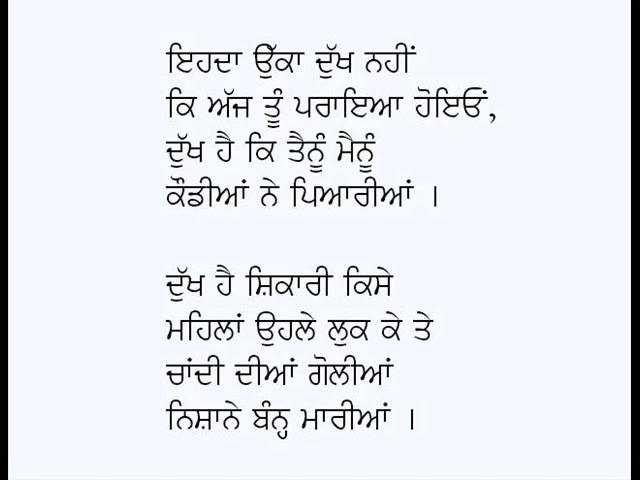 ਇਹਦਾ ਉੱਕਾ ਦੁੱਖ ਨਹੀਂ
ਕਿ ਅੱਜ ਤੂੰ ਪਰਾਇਆ ਹੋਇਓਂ,
ਦੁੱਖ ਹੈ ਕਿ ਤੈਨੂੰ ਮੈਨੂੰ
ਕੌਡੀਆਂ ਨੇ ਪਿਆਰੀਆਂ ।
ਦੁੱਖ ਹੈ ਸ਼ਿਕਾਰੀ ਕਿਸੇ
ਮਹਿਲਾਂ ਉਹਲੇ ਲੁਕ ਕੇ ਤੇ
ਚਾਂਦੀ ਦੀਆਂ ਗੋਲੀਆਂ
ਨਿਸ਼ਾਨੇ ਬੰਨ੍ਹ ਮਾਰੀਆਂ ।